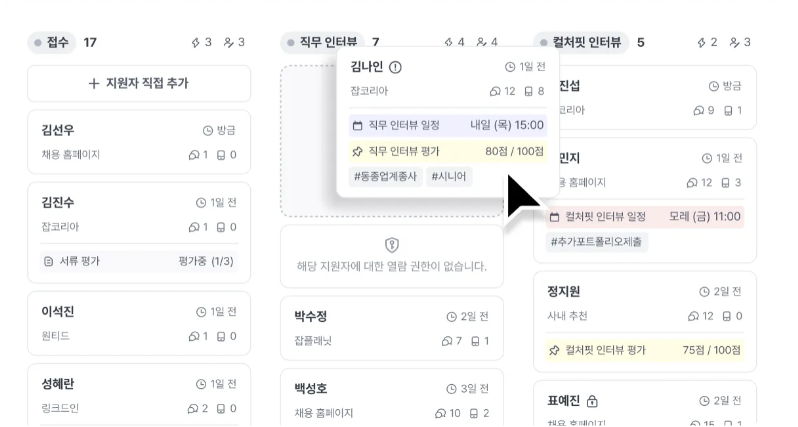 접수 17 3 3
지원자 직접 추가
김선우 방금
채용 홈페이지 1 0
김진수 1일 전
잡코리아 1 0
서류 평가 평가중 (1/3)
이석진 1일 전
원티드 1 0
성혜란 1일 전
링크드인 2 0
직무 인터뷰 7 4 4
김나인 1일 전
잡코리아 12 8
직무 인터뷰 일정 내일 (목) 15:00
직무 인터뷰 평가 80점 / 100점
#동종업계종사 #시니어
해당 지원자에 대한 열람 권한이 없습니다.
박수정 2일 전
잡플래닛 7 1
백성호 3일 전
채용 홈페이지 10 2
컬처핏 인터뷰 5 2 3
진섭 방금
코리아 9 1
민지 1일 전
용 홈페이지 12 3
컬처핏 인터뷰 일정 모레 (금) 11:00
#추가포트폴리오제출
정지원 2일 전
사내 추천 12 0
컬처핏 인터뷰 평가 75점 / 100점
표예진 2일 전
채용 홈페이지 15 1